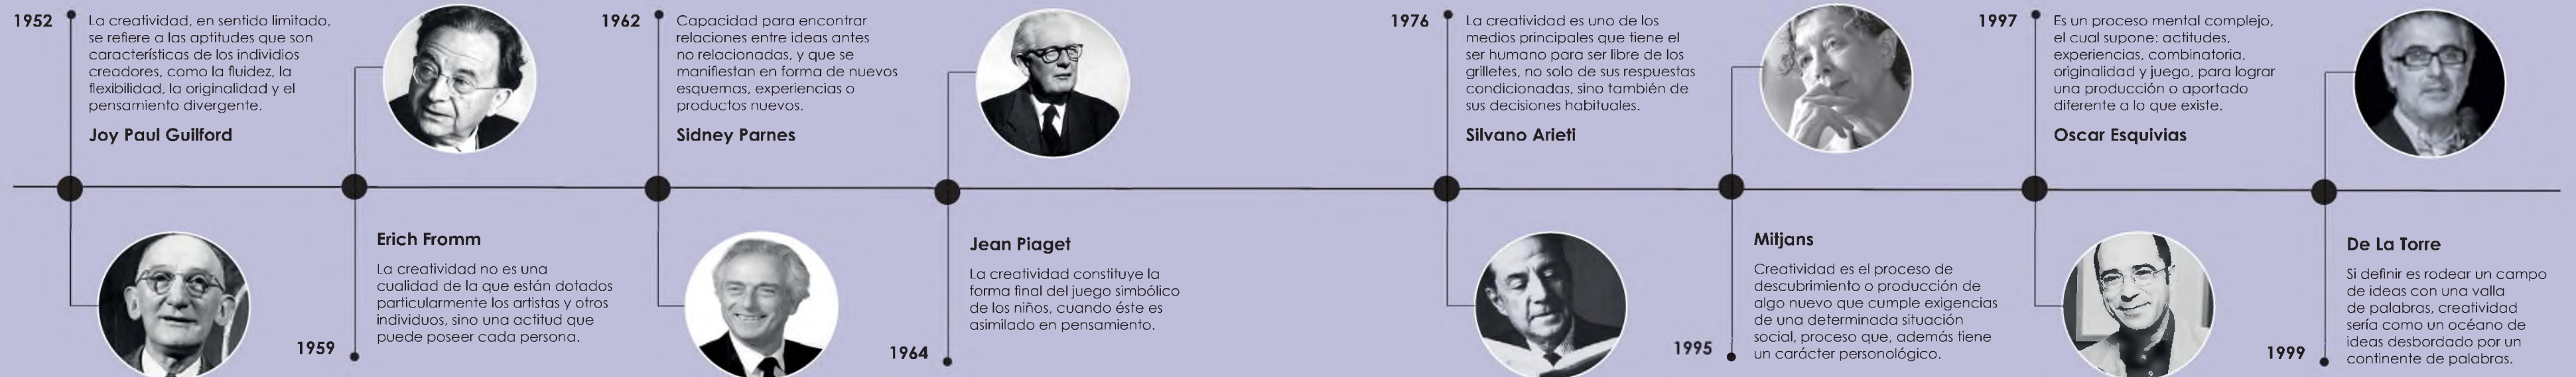 1952
La creatividad, en sentido limitado,
se refiere a las aptitudes que son
características de los individios
creadores, como la fluidez, la
flexibilidad, la originalidad y el
pensamiento divergente.
Joy Paul Guilford
Erich Fromm
La creatividad no es una
cualidad de la que están dotados
particularmente los artistas y otros
individuos, sino una actitud que
puede poseer cada persona.
1959
1962
Capacidad para encontrar
relaciones entre ideas antes
no relacionadas, y que se
manifiestan en forma de nuevos
esquemas, experiencias o
productos nuevos.
Sidney Parnes
Jean Piaget
La creatividad constituye la
forma final del juego simbólico
de los niños, cuando éste es
asimilado en pensamiento.
1964
1976
La creatividad es uno de los
medios principales que tiene el
ser humano para ser libre de los
grilletes, no solo de sus respuestas
condicionadas, sino también de
sus decisiones habituales.
Silvano Arieti
Mitjans
Creatividad es el proceso de
descubrimiento o producción de
algo nuevo que cumple exigencias
de una determinada situación
social, proceso que, además tiene
un carácter personológico.
1995
1997
Es un proceso mental complejo,
el cual supone: actitudes,
experiencias, combinatoria,
originalidad y juego, para lograr
una producción o aportado
diferente a lo que existe.
Oscar Esquivias
De La Torre
Si definir es rodear un campo
de ideas con una valla
de palabras, creatividad
sería como un océano de
ideas desbordado por un
continente de palabras.
1999